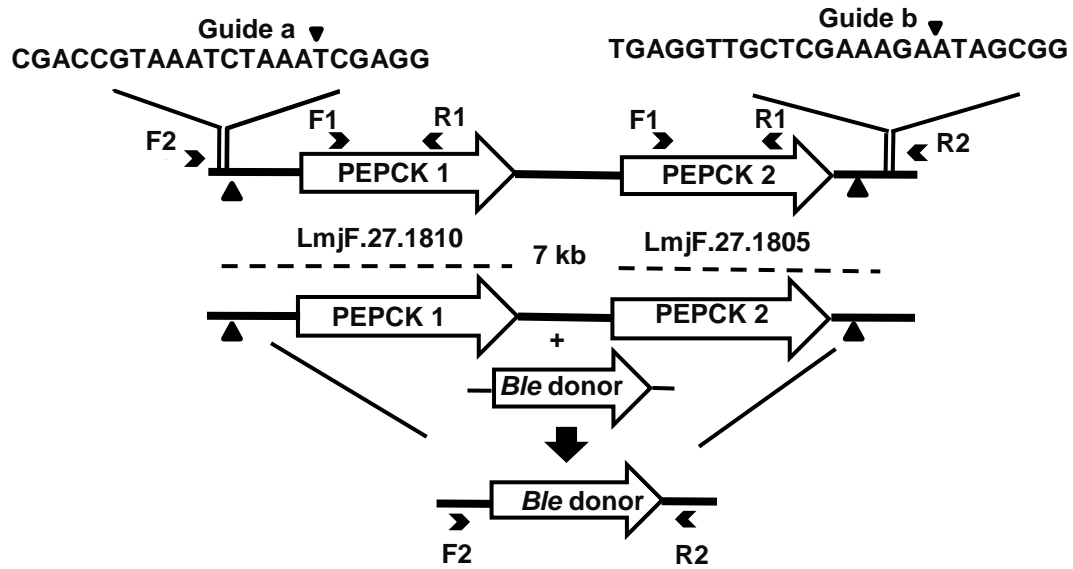 Guide a
CGACCGTAAATCTAAATCGAGG
Guide b
TGAGGTTGCTCGAAAGAATAGCGG
F2
F1
R1
F1
R1
R2
PEPCK 1
PEPCK 2
LmjF.27.1810
7 kb
LmjF.27.1805
PEPCK 1
PEPCK 2
+
Ble donor
Ble donor
F2
R2